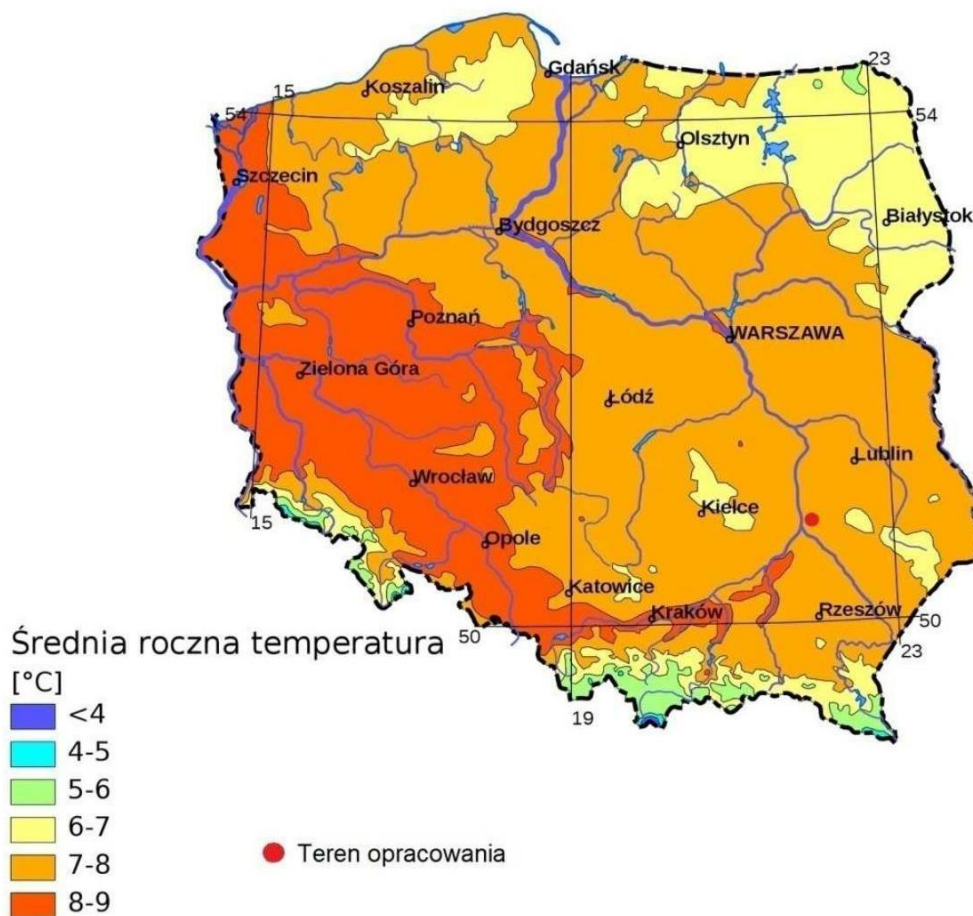 Gdańsk
23
Koszalin
15
54
54
Olsztyn
Szczecin
Białystok
Bydgoszcz
Poznań
WARSZAWA
Zielona Góra
Łódź
Lublin
Wrocław
Kielce
15
Opole
Katowice
Kraków
Rzeszów
50
50
23
19
Średnia roczna temperatura
[°C]
<4
4-5
5-6
6-7
7-8
8-9
Teren opracowania